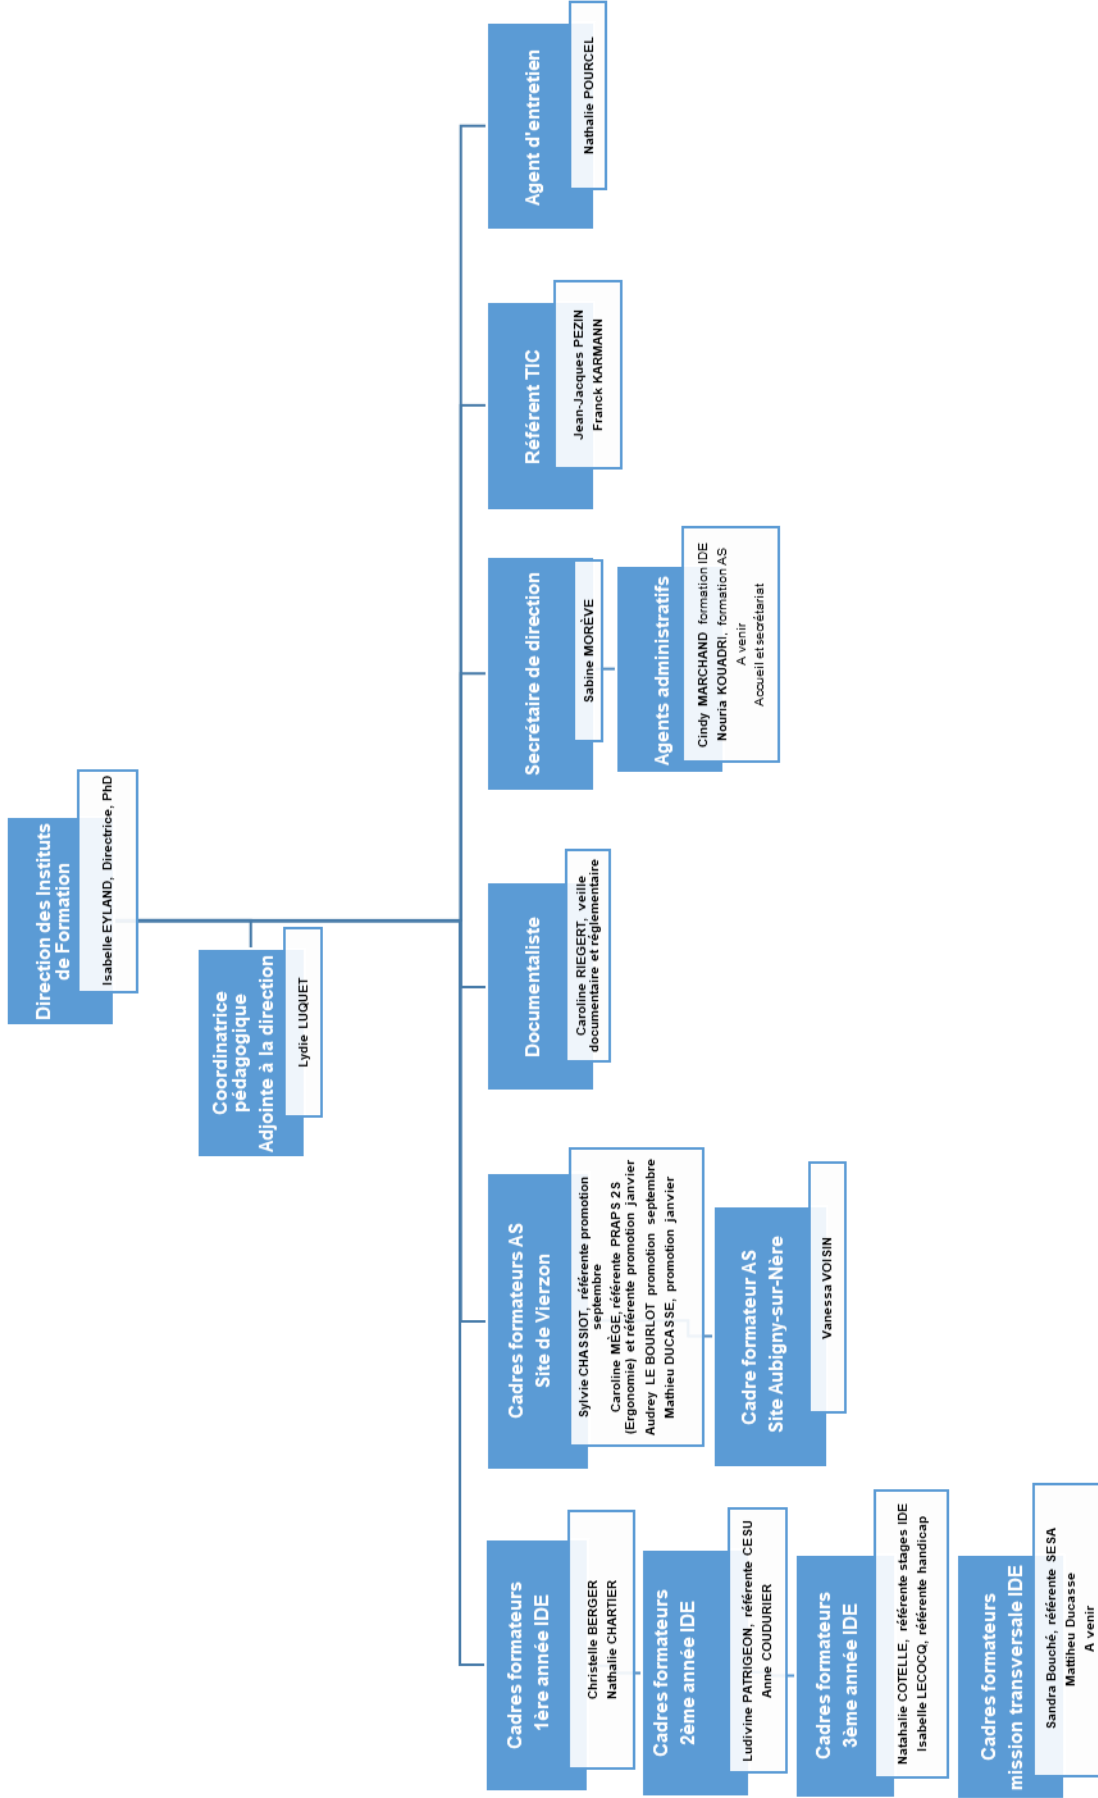 Direction des Instituts
de Formation
Isabelle EYLAND, Directrice, PhD
Coordinatrice
pédagogique
Adjointe à la direction
Lydie LUQUET
Cadres formateurs
1ère année IDE
Christelle BERGER
Nathalie CHARTIER
Cadres formateurs
2ème année IDE
Ludivine PATRIGEON, référente CESU
Anne COUDURIER
Cadres formateurs
3ème année IDE
Natahalie COTELLE, référente stages IDE
Isabelle LECOCQ, référente handicap
Cadres formateurs
mission transversale IDE
Sandra Bouché, référente SESA
Mattiheu Ducasse
A venir
Cadres formateurs AS
Site de Vierzon
Sylvie CHASSIOT, référente promotion
septembre
Caroline MÈGE, référente PRAPS 2S
(Ergonomie) et référente promotion janvier
Audrey LE BOURLOT promotion septembre
Mathieu DUCASSE, promotion janvier
Cadre formateur AS
Site Aubigny-sur-Nère
Vanessa VOISIN
Documentaliste
Caroline RIEGERT, veille
documentaire et réglementaire
Secrétaire de direction
Sabine MORÈVE
Agents administratifs
Cindy MARCHAND formation IDE
Nouria KOUADRI, formation AS
A venir
Accueil et secrétariat
Référent TIC
Jean-Jacques PEZIN
Franck KARMANN
Agent d'entretien
Nathalie POURCEL